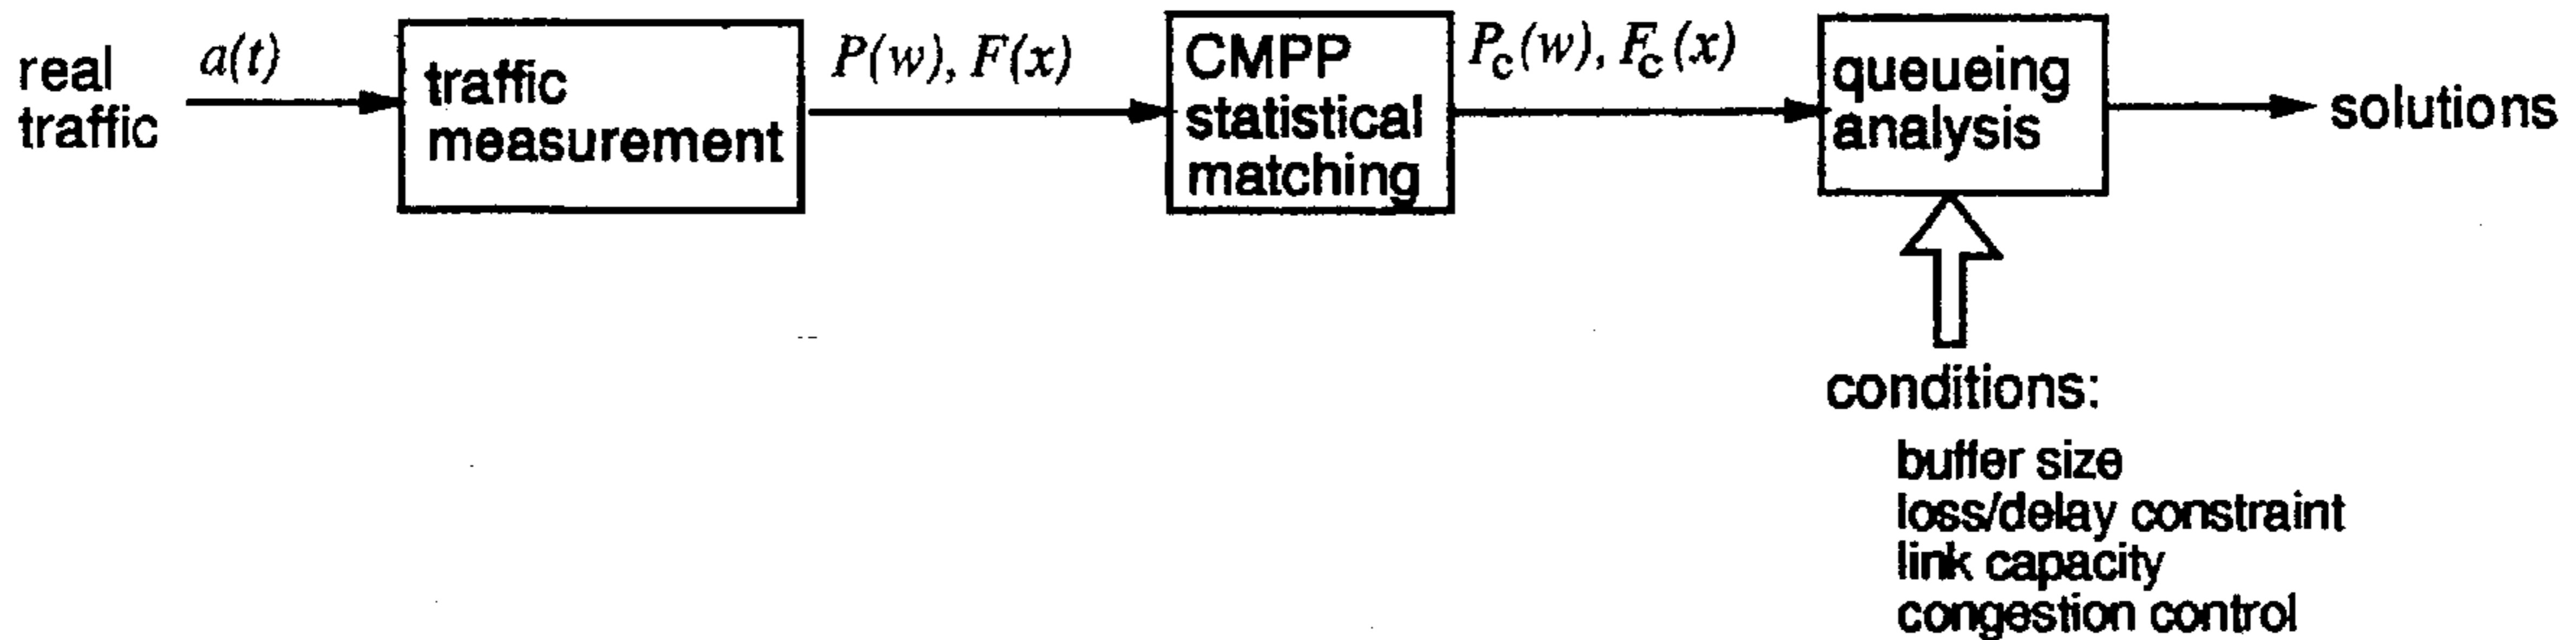 real
traffic
a(t)
traffic
measurement
P(w), F(x)
CMPP
statistical
matching
P_c(w), F_c(x)
queueing
analysis
solutions
conditions:
buffer size
loss/delay constraint
link capacity
congestion control